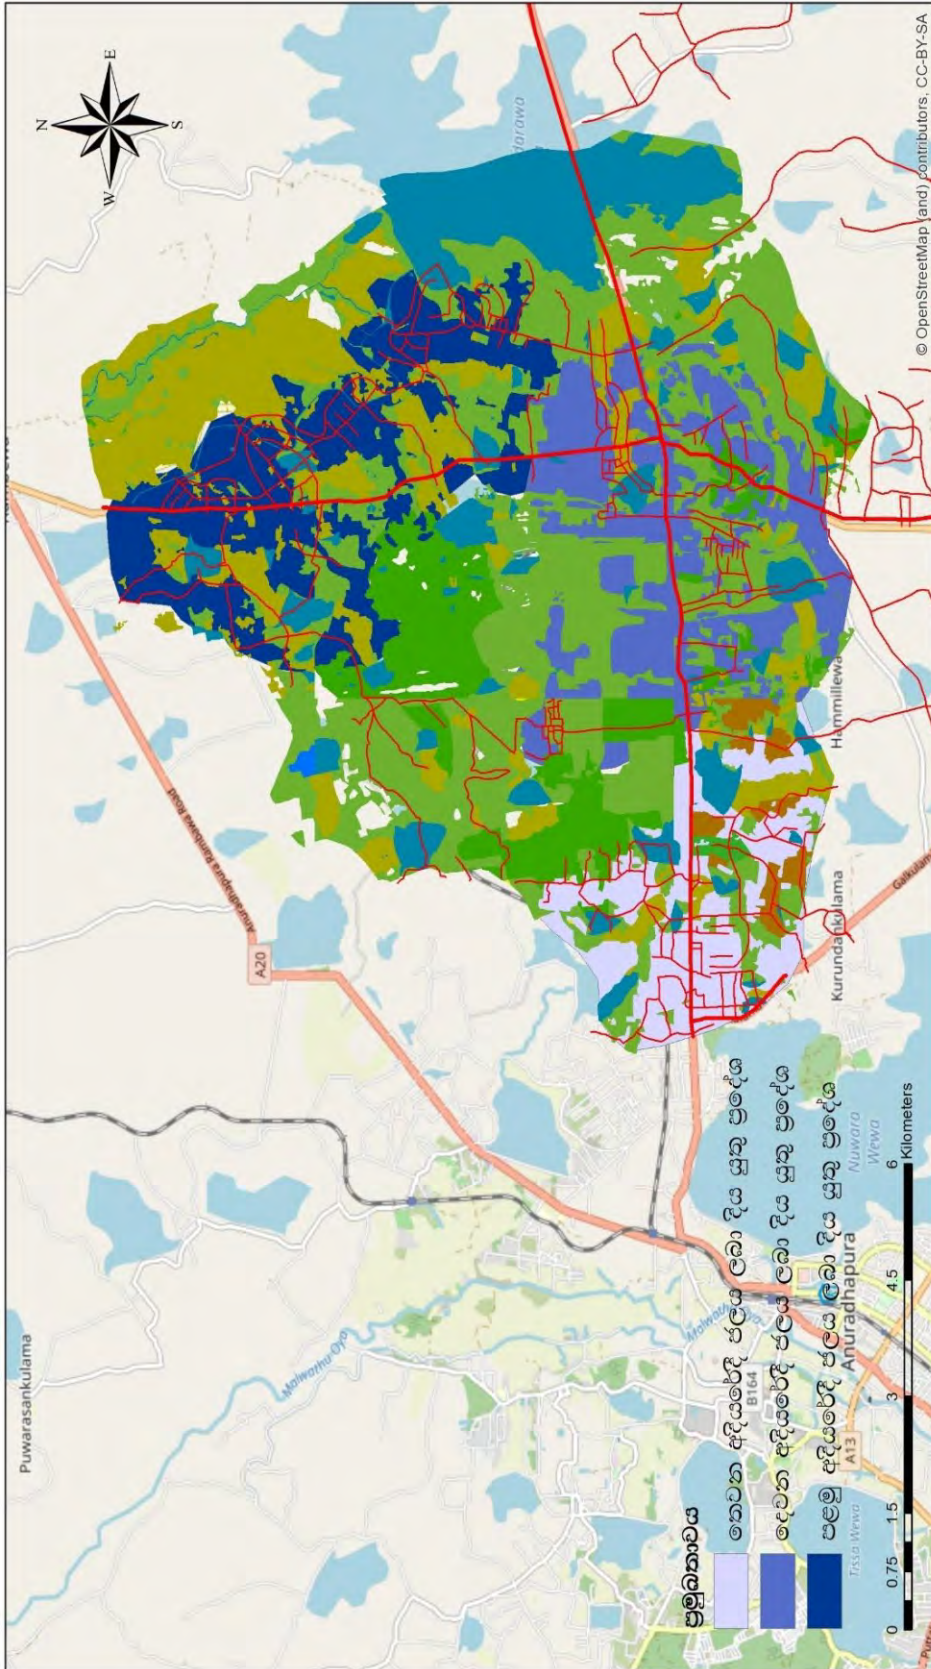 N
E
S
W
© OpenStreetMap (and) contributors, CC-BY-SA
Anuradhapura Rambewa Road
A20
Puwarasankulama
Malwathu Oya
Hammillewa
Kurundankulama
Nuwara
Wewa
Anuradhapura
B164
A13
Tissa Wewa
ප්‍රමුඛතාවය
තෙවන අදියරේදී ජලය ලබා දිය යුතු ප්‍රදේශ
දෙවන අදියරේදී ජලය ලබා දිය යුතු ප්‍රදේශ
පළමු අදියරේදී ජලය ලබා දිය යුතු ප්‍රදේශ
0 0.75 1.5 3 4.5 6
Kilometers